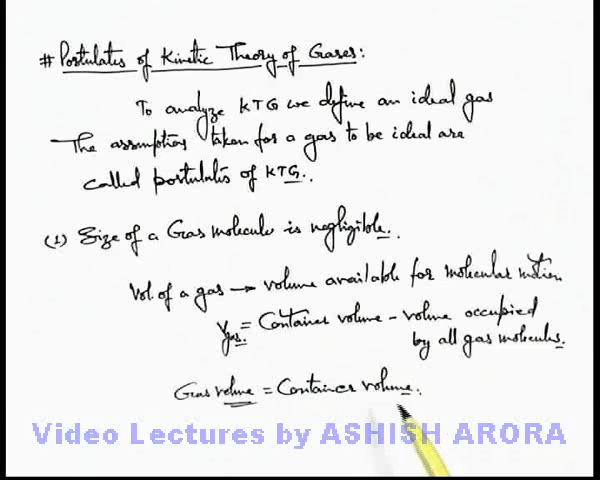 # Postulates of Kinetic Theory of Gases:
To analyze KTG we define an ideal gas
The assumptions taken for a gas to be ideal are
called postulates of KTG.
(1) Size of a Gas molecule is negligible.
Vol. of a gas → volume available for molecular motion
Vgas = Container volume - volume occupied
by all gas molecules.
Gas volume = Container volume.
Video Lectures by ASHISH ARORA